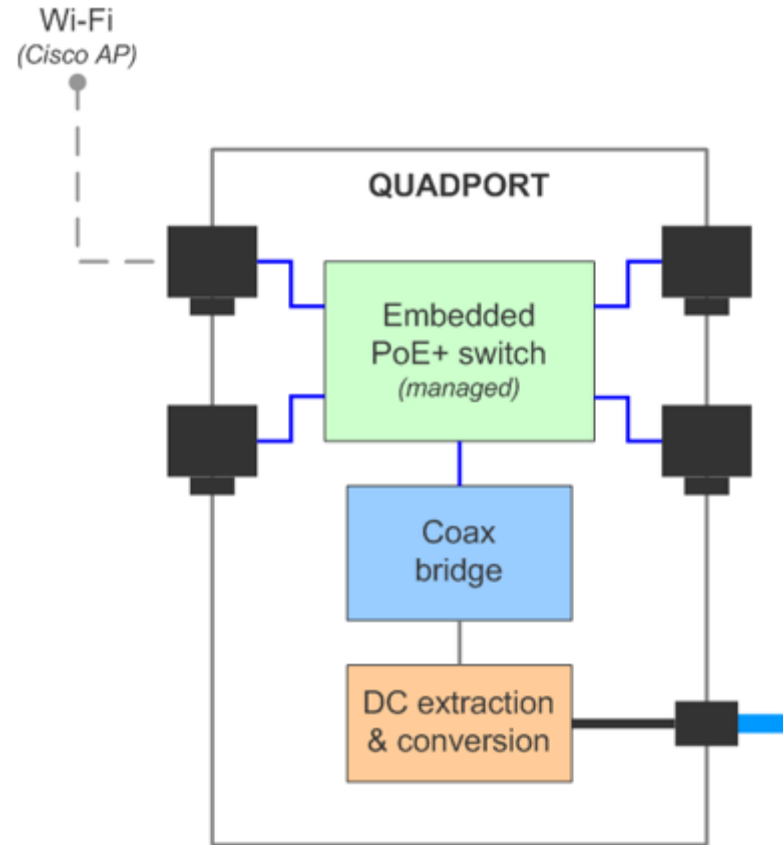 Wi-Fi
(Cisco AP)
QUADPORT
Embedded
PoE+ switch
(managed)
Coax
bridge
DC extraction
& conversion